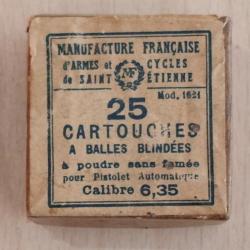 MANUFACTURE FRANÇAISE
D'ARMES et CYCLES
de SAINT MF ÉTIENNE
Mod. 1621
25
CARTOUCHES
A BALLES BLINDÉES
à poudre sans fumée
pour Pistolet Automatique
Calibre 6,35